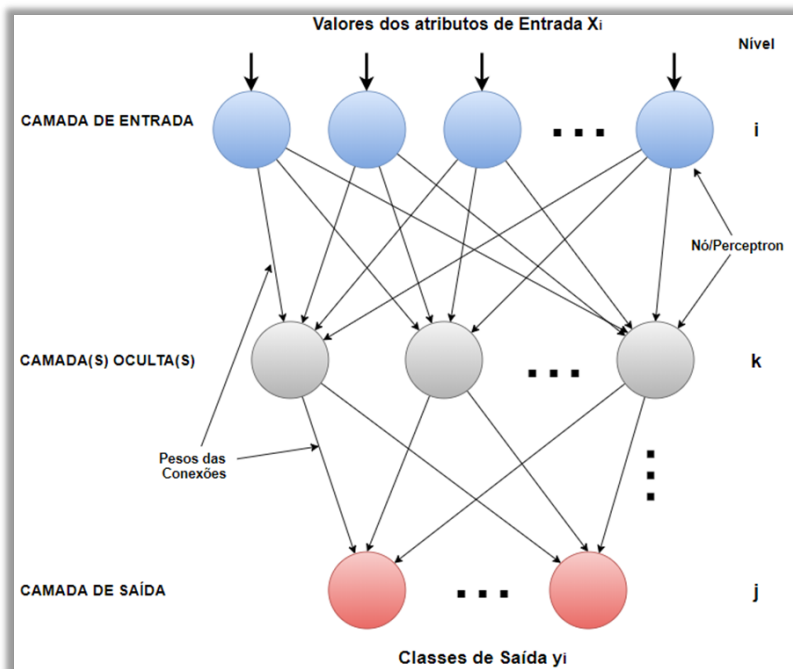 Valores dos atributos de Entrada Xi
Nível
CAMADA DE ENTRADA
i
Nó/Perceptron
CAMADA(S) OCULTA(S)
k
Pesos das
Conexões
CAMADA DE SAÍDA
j
Classes de Saída yi